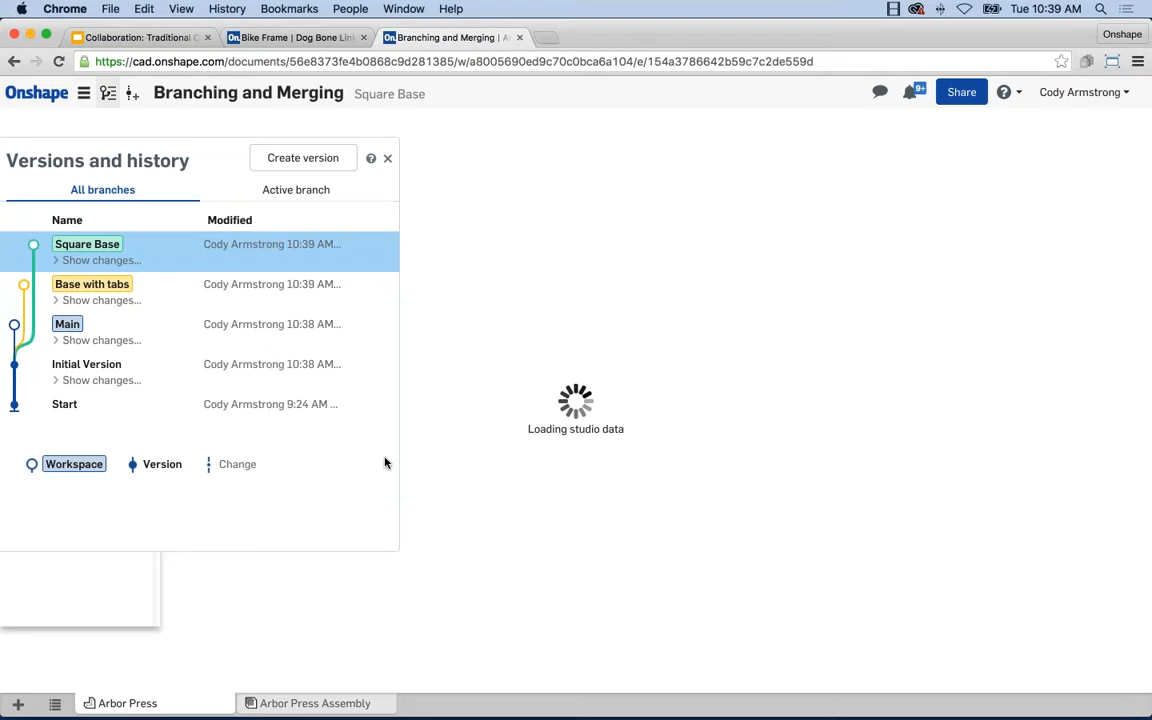 Chrome File Edit View History Bookmarks People Window Help Tue 10:39 AM
Collaboration: Traditional C Bike Frame | Dog Bone Lin Branching and Merging | A Onshape
https://cad.onshape.com/documents/56e8373fe4b0868c9d281385/w/a8005690ed9c70c0bca6a104/e/154a3786642b59c7c2de559d
Onshape Branching and Merging Square Base 9+ Share Cody Armstrong
Versions and history Create version
All branches Active branch
Name Modified
Square Base Cody Armstrong 10:39 AM...
Show changes...
Base with tabs Cody Armstrong 10:39 AM...
Show changes...
Main Cody Armstrong 10:38 AM...
Show changes...
Initial Version Cody Armstrong 10:38 AM...
Show changes...
Start Cody Armstrong 9:24 AM ...
Loading studio data
Workspace Version Change
Arbor Press Arbor Press Assembly